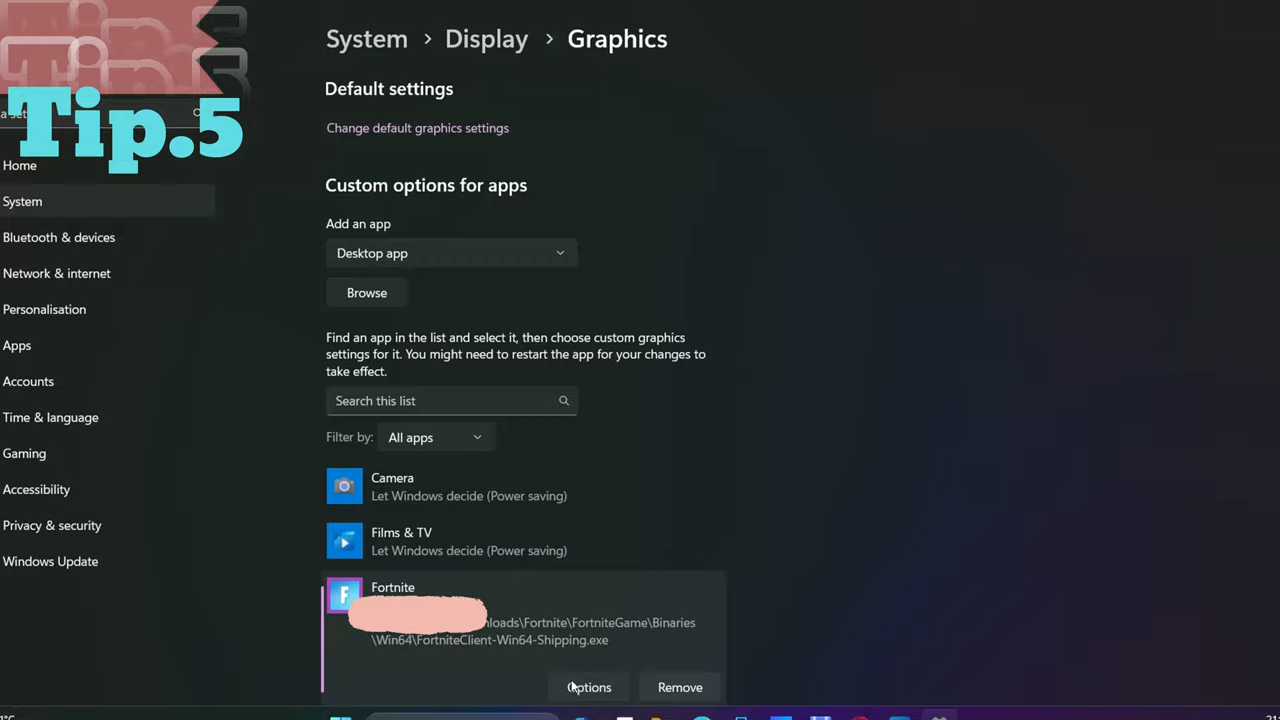 Tip.5
System > Display > Graphics
Default settings
Change default graphics settings
Custom options for apps
Add an app
Desktop app
Browse
Find an app in the list and select it, then choose custom graphics
settings for it. You might need to restart the app for your changes to
take effect.
Search this list
Filter by: All apps
Camera
Let Windows decide (Power saving)
Films & TV
Let Windows decide (Power saving)
Fortnite
nloads\Fortnite\FortniteGame\Binaries
\Win64\FortniteClient-Win64-Shipping.exe
Options Remove
Home
System
Bluetooth & devices
Network & internet
Personalisation
Apps
Accounts
Time & language
Gaming
Accessibility
Privacy & security
Windows Update